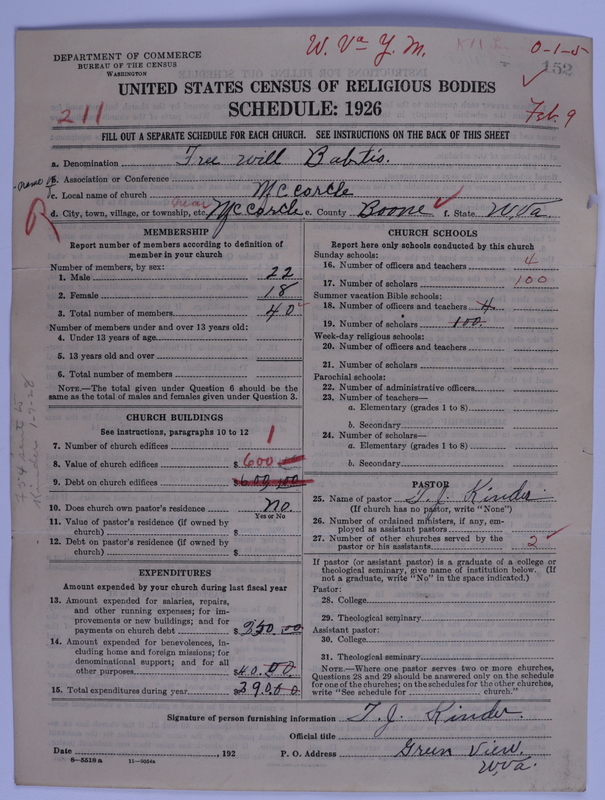 W. Va Y. M.
0-1-5
152
DEPARTMENT OF COMMERCE
BUREAU OF THE CENSUS
WASHINGTON
UNITED STATES CENSUS OF RELIGIOUS BODIES
SCHEDULE: 1926
211
Feb. 9
FILL OUT A SEPARATE SCHEDULE FOR EACH CHURCH. SEE INSTRUCTIONS ON THE BACK OF THIS SHEET
a. Denomination Free will Babtis.
b. Association or Conference
c. Local name of church McCorcle
d. City, town, village, or township, etc. near McCorcle e. County Boone f. State W,Va.
R
MEMBERSHIP
Report number of members according to definition of
member in your church
Number of members, by sex:
1. Male 22
2. Female 18
3. Total number of members 40
Number of members under and over 13 years old:
4. Under 13 years of age
5. 13 years old and over
6. Total number of members
NOTE.—The total given under Question 6 should be
same as the total of males and females given under Question 3.
CHURCH BUILDINGS
See instructions, paragraphs 10 to 12
7. Number of church edifices 1
8. Value of church edifices $ 600
9. Debt on church edifices $ 600,00
10. Does church own pastor's residence no.
Yes or No
11. Value of pastor's residence (if owned by
church) $
12. Debt on pastor's residence (if owned by
church) $
EXPENDITURES
Amount expended by your church during last fiscal year
13. Amount expended for salaries, repairs,
and other running expenses; for im-
provements or new buildings; and for
payments on church debt $ 350.00
14. Amount expended for benevolences, in-
cluding home and foreign missions; for
denominational support; and for all
other purposes $ 40.00
15. Total expenditures during year $ 390.00
CHURCH SCHOOLS
Report here only schools conducted by this church
Sunday schools:
16. Number of officers and teachers 4
17. Number of scholars 100
Summer vacation Bible schools:
18. Number of officers and teachers 4
19. Number of scholars 100.
Week-day religious schools:
20. Number of officers and teachers
21. Number of scholars
Parochial schools:
22. Number of administrative officers
23. Number of teachers—
a. Elementary (grades 1 to 8)
b. Secondary
24. Number of scholars—
a. Elementary (grades 1 to 8)
b. Secondary
PASTOR
25. Name of pastor T. J. Kinder
(If church has no pastor, write "None")
26. Number of ordained ministers, if any, em-
ployed as assistant pastors
27. Number of other churches served by the
pastor or his assistants 2
If pastor (or assistant pastor) is a graduate of a college or
theological seminary, give name of institution below. (If
not a graduate, write "No" in the space indicated.)
Pastor:
28. College
29. Theological seminary
Assistant pastor:
30. College
31. Theological seminary
NOTE.—Where one pastor serves two or more churches,
Questions 28 and 29 should be answered only on the schedule
for one of the churches; on the schedules for the other churches,
write "See schedule for church."
Signature of person furnishing information T. J. Kinder.
Official title
Date , 192 P. O. Address Green View.
W,Va.
8—5519a 11—9554a